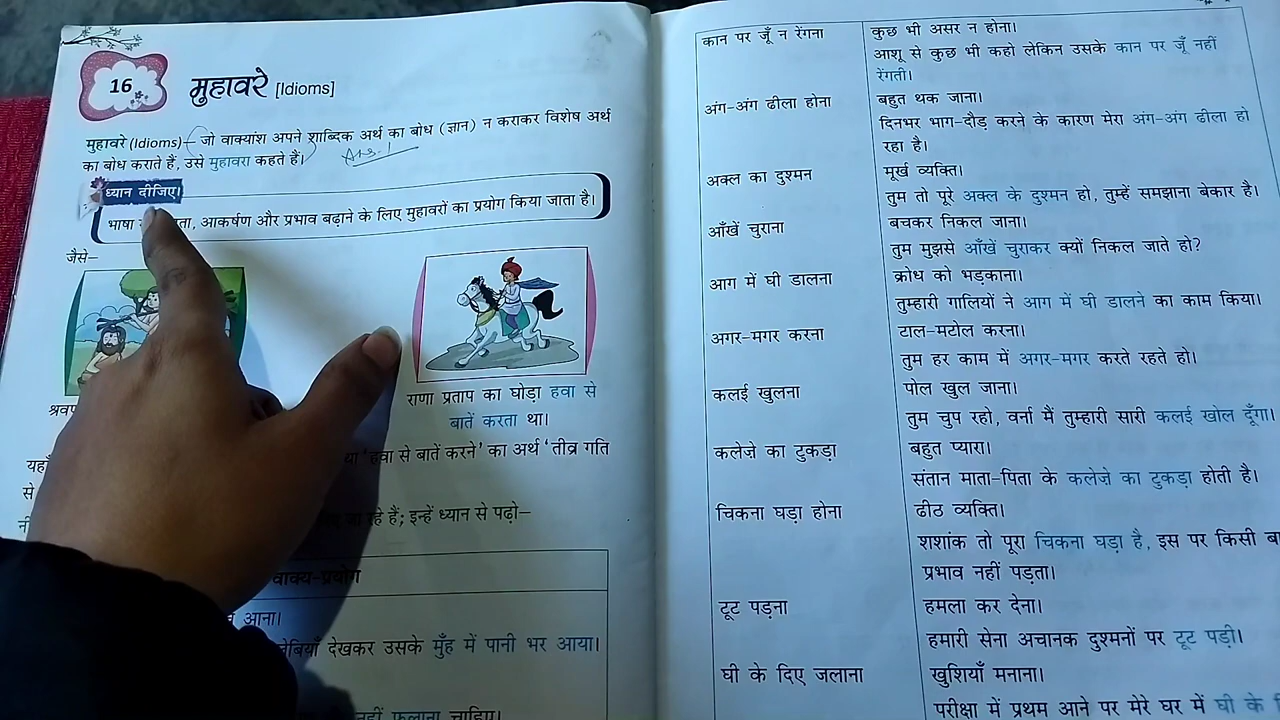 16
मुहावरे [Idioms]
मुहावरे (Idioms)– जो वाक्यांश अपने शाब्दिक अर्थ का बोध (ज्ञान) न कराकर विशेष अर्थ
का बोध कराते हैं, उसे मुहावरा कहते हैं।
Ans. 1
ध्यान दीजिए।
भाषा आकर्षण और प्रभाव बढ़ाने के लिए मुहावरों का प्रयोग किया जाता है।
जैसे–
राणा प्रताप का घोड़ा हवा से
बातें करता था।
'हवा से बातें करने' का अर्थ 'तीव्र गति
से
रहे हैं; इन्हें ध्यान से पढ़ो–
वाक्य-प्रयोग
आना।
देखकर उसके मुँह में पानी भर आया।
नहीं फुलाना चाहिए।
कान पर जूँ न रेंगना
कुछ भी असर न होना।
आशू से कुछ भी कहो लेकिन उसके कान पर जूँ नहीं
रेंगती।
अंग-अंग ढीला होना
बहुत थक जाना।
दिनभर भाग-दौड़ करने के कारण मेरा अंग-अंग ढीला हो
रहा है।
अक्ल का दुश्मन
मूर्ख व्यक्ति।
तुम तो पूरे अक्ल के दुश्मन हो, तुम्हें समझाना बेकार है।
आँखें चुराना
बचकर निकल जाना।
तुम मुझसे आँखें चुराकर क्यों निकल जाते हो?
आग में घी डालना
क्रोध को भड़काना।
तुम्हारी गालियों ने आग में घी डालने का काम किया।
अगर-मगर करना
टाल-मटोल करना।
तुम हर काम में अगर-मगर करते रहते हो।
कलई खुलना
पोल खुल जाना।
तुम चुप रहो, वर्ना मैं तुम्हारी सारी कलई खोल दूँगा।
कलेजे का टुकड़ा
बहुत प्यारा।
संतान माता-पिता के कलेजे का टुकड़ा होती है।
चिकना घड़ा होना
ढीठ व्यक्ति।
शशांक तो पूरा चिकना घड़ा है, इस पर किसी
प्रभाव नहीं पड़ता।
टूट पड़ना
हमला कर देना।
हमारी सेना अचानक दुश्मनों पर टूट पड़ी।
घी के दिए जलाना
खुशियाँ मनाना।
परीक्षा में प्रथम आने पर मेरे घर में घी के